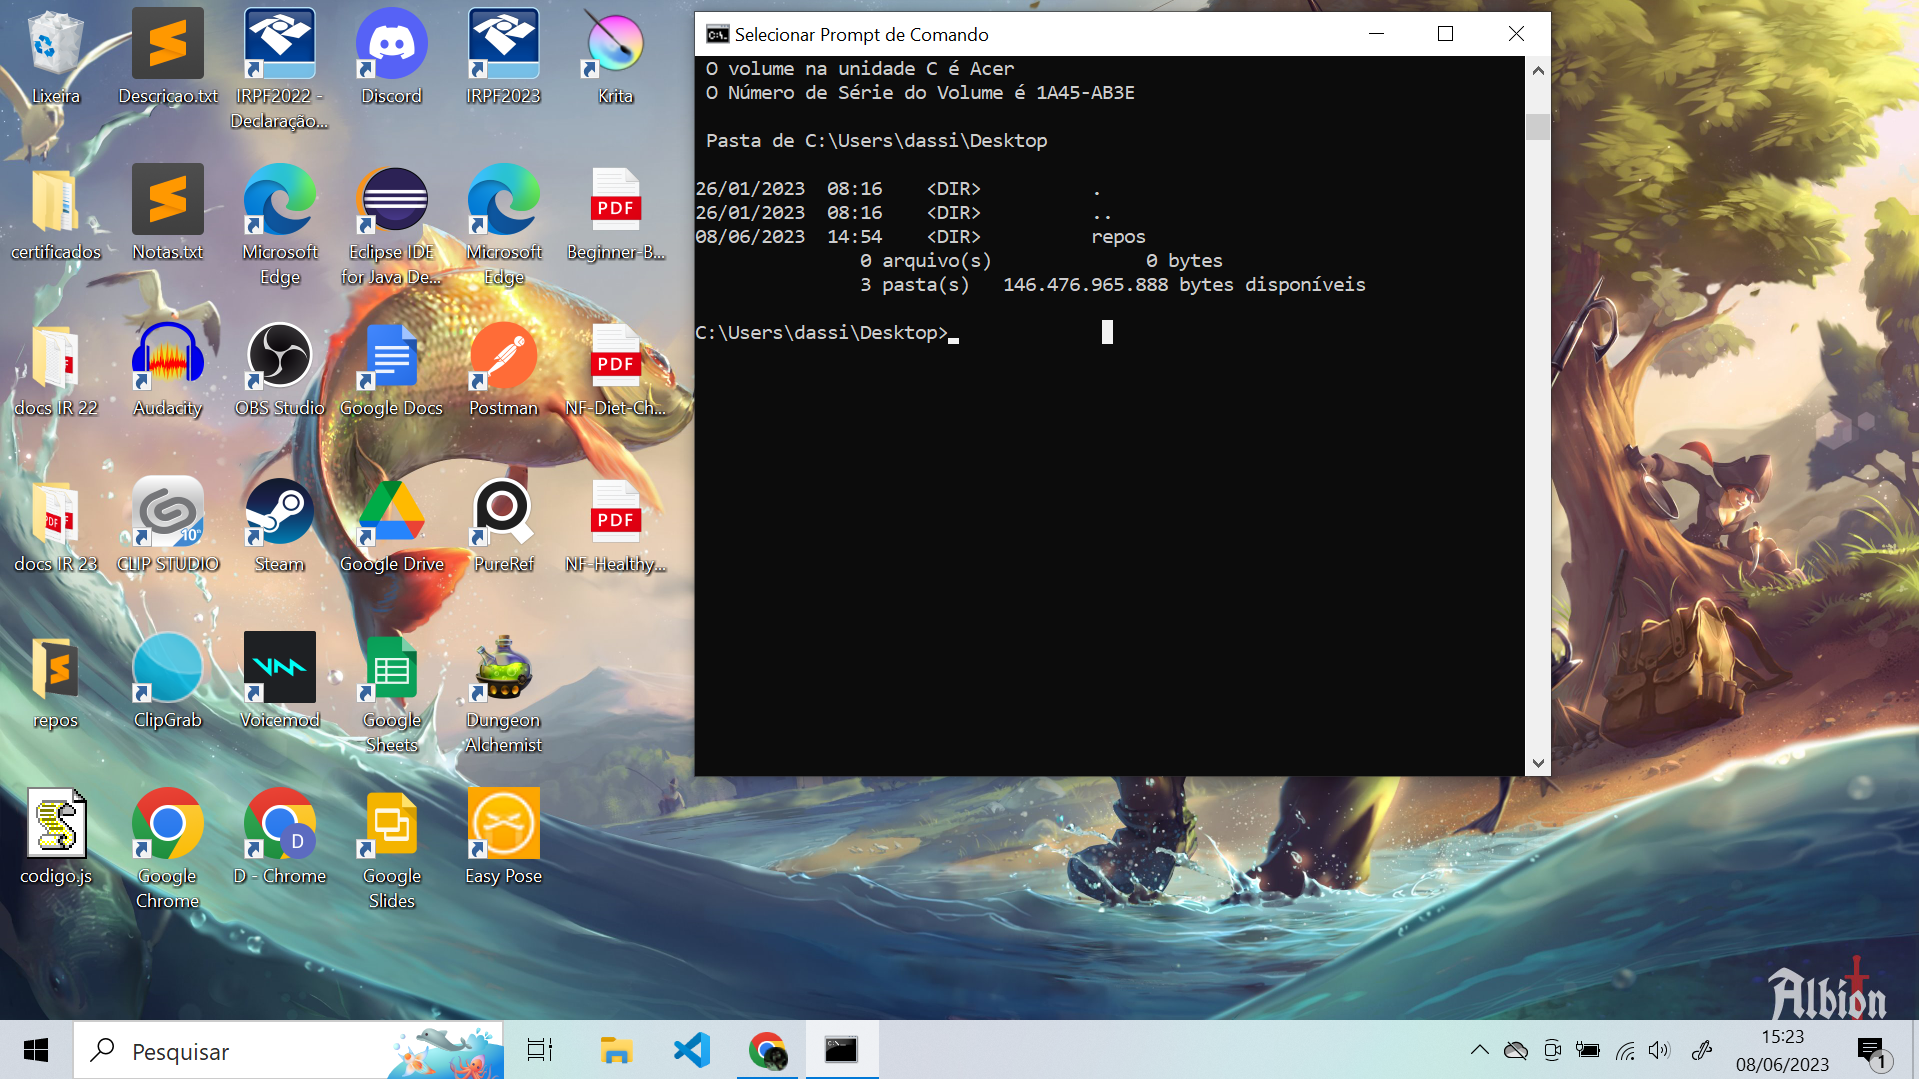 Lixeira
Descricao.txt
IRPF2022 -
Declaração...
Discord
IRPF2023
Krita
certificados
Notas.txt
Microsoft
Edge
Eclipse IDE
for Java De...
Microsoft
Edge
PDF
Beginner-B...
docs IR 22
Audacity
OBS Studio
Google Docs
Postman
PDF
NF-Diet-Ch...
PDF
docs IR 23
10th
CLIP STUDIO
Steam
Google Drive
PureRef
PDF
NF-Healthy...
repos
ClipGrab
Voicemod
Google
Sheets
Dungeon
Alchemist
codigo.js
Google
Chrome
D
D - Chrome
Google
Slides
Easy Pose
Selecionar Prompt de Comando
O volume na unidade C é Acer
O Número de Série do Volume é 1A45-AB3E
Pasta de C:\Users\dassi\Desktop
26/01/2023  08:16    <DIR>          .
26/01/2023  08:16    <DIR>          ..
08/06/2023  14:54    <DIR>          repos
0 arquivo(s)              0 bytes
3 pasta(s)   146.476.965.888 bytes disponíveis
C:\Users\dassi\Desktop>
Albion
Pesquisar
15:23
08/06/2023
1